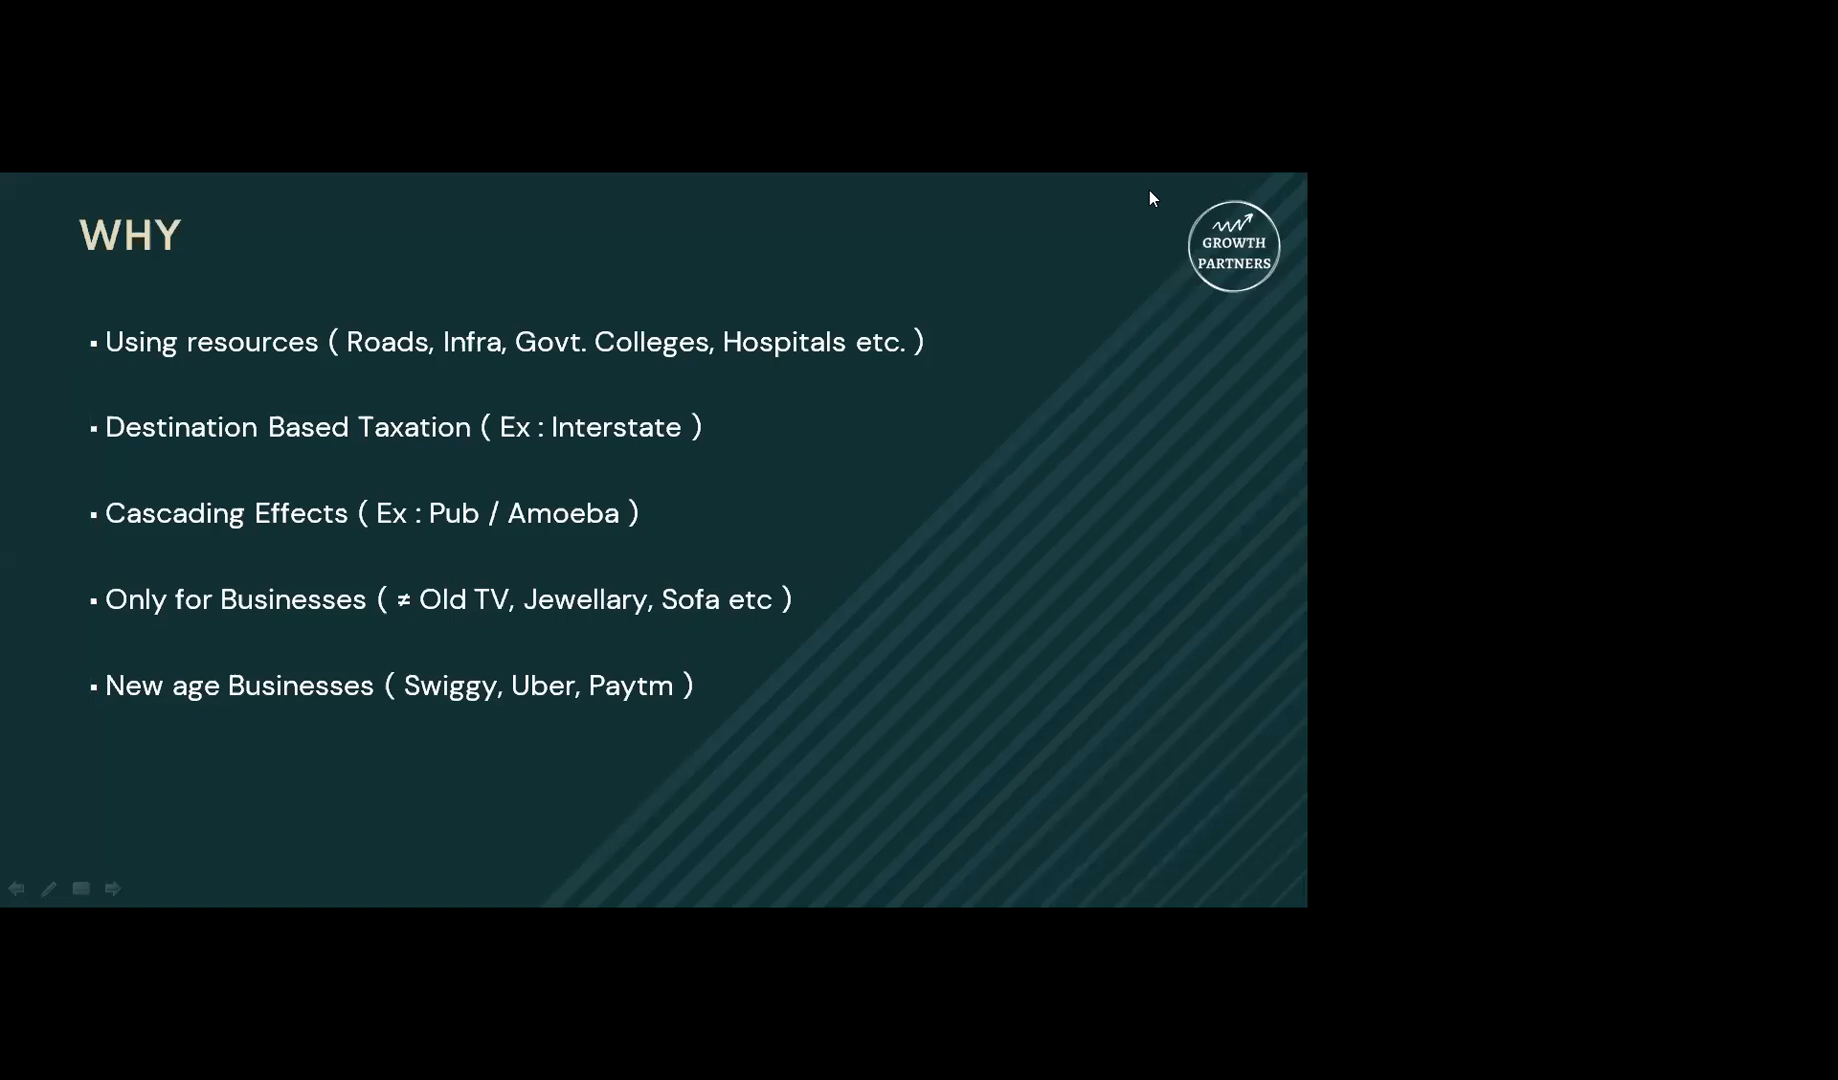 WHY
GROWTH
PARTNERS
▪ Using resources ( Roads, Infra, Govt. Colleges, Hospitals etc. )
▪ Destination Based Taxation ( Ex : Interstate )
▪ Cascading Effects ( Ex : Pub / Amoeba )
▪ Only for Businesses ( ≠ Old TV, Jewellary, Sofa etc )
▪ New age Businesses ( Swiggy, Uber, Paytm )